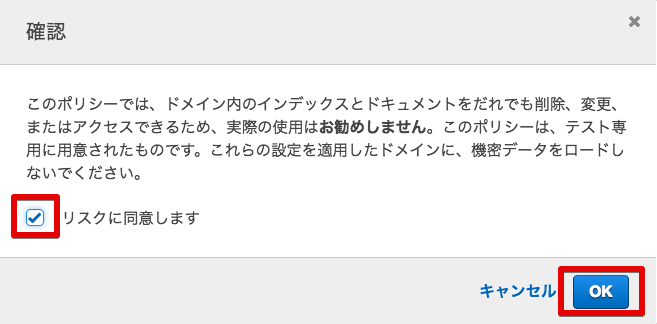 確認
このポリシーでは、ドメイン内のインデックスとドキュメントをだれでも削除、変更、
またはアクセスできるため、実際の使用はお勧めしません。このポリシーは、テスト専
用に用意されたものです。これらの設定を適用したドメインに、機密データをロードし
ないでください。
リスクに同意します
キャンセル OK